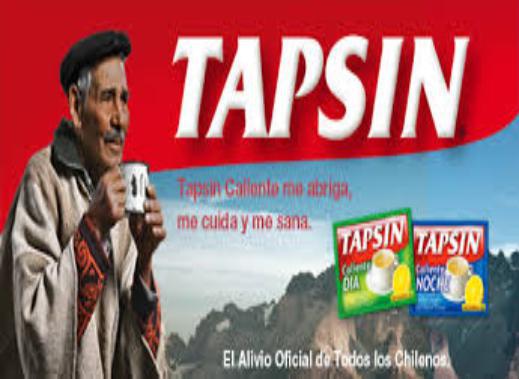 TAPSIN
Tapsin Caliente me abriga,
me cuida y me sana.
TAPSIN
Caliente
DIA
TAPSIN
Caliente
NOCHE
El Alivio Oficial de Todos los Chilenos.